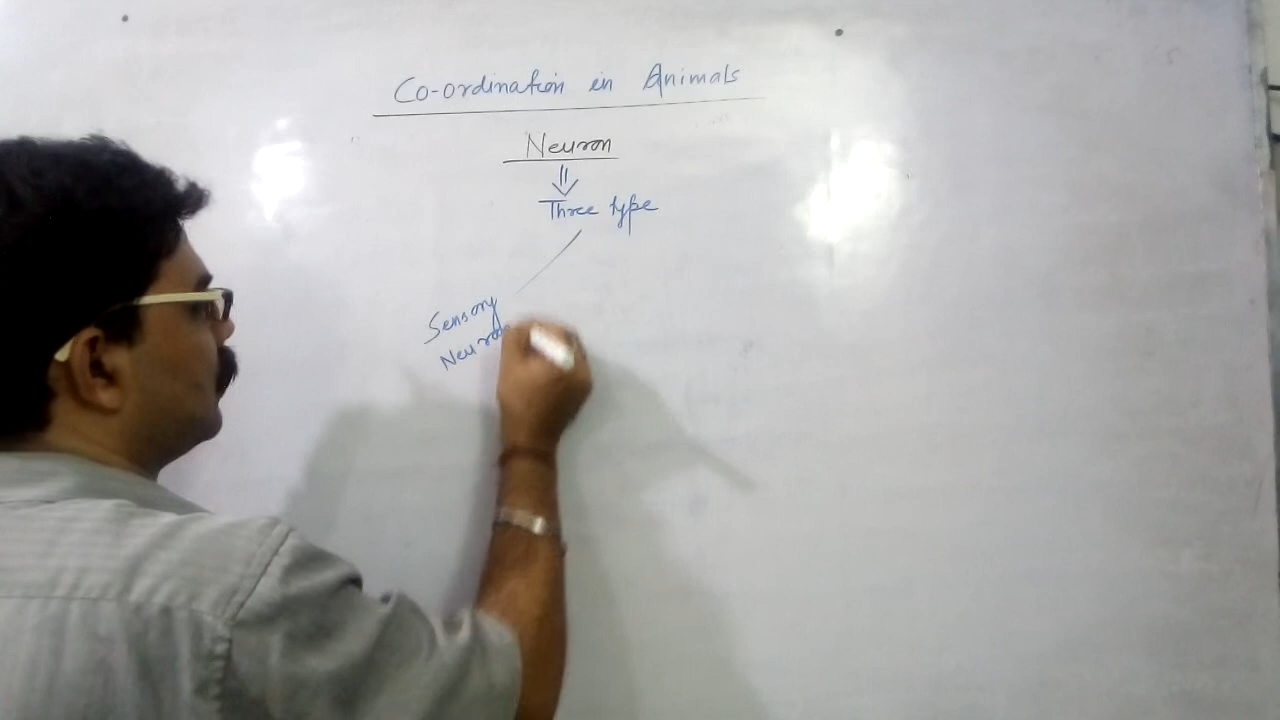 Co-ordination in Animals
Neuron
Three type
Sensory
Neuron